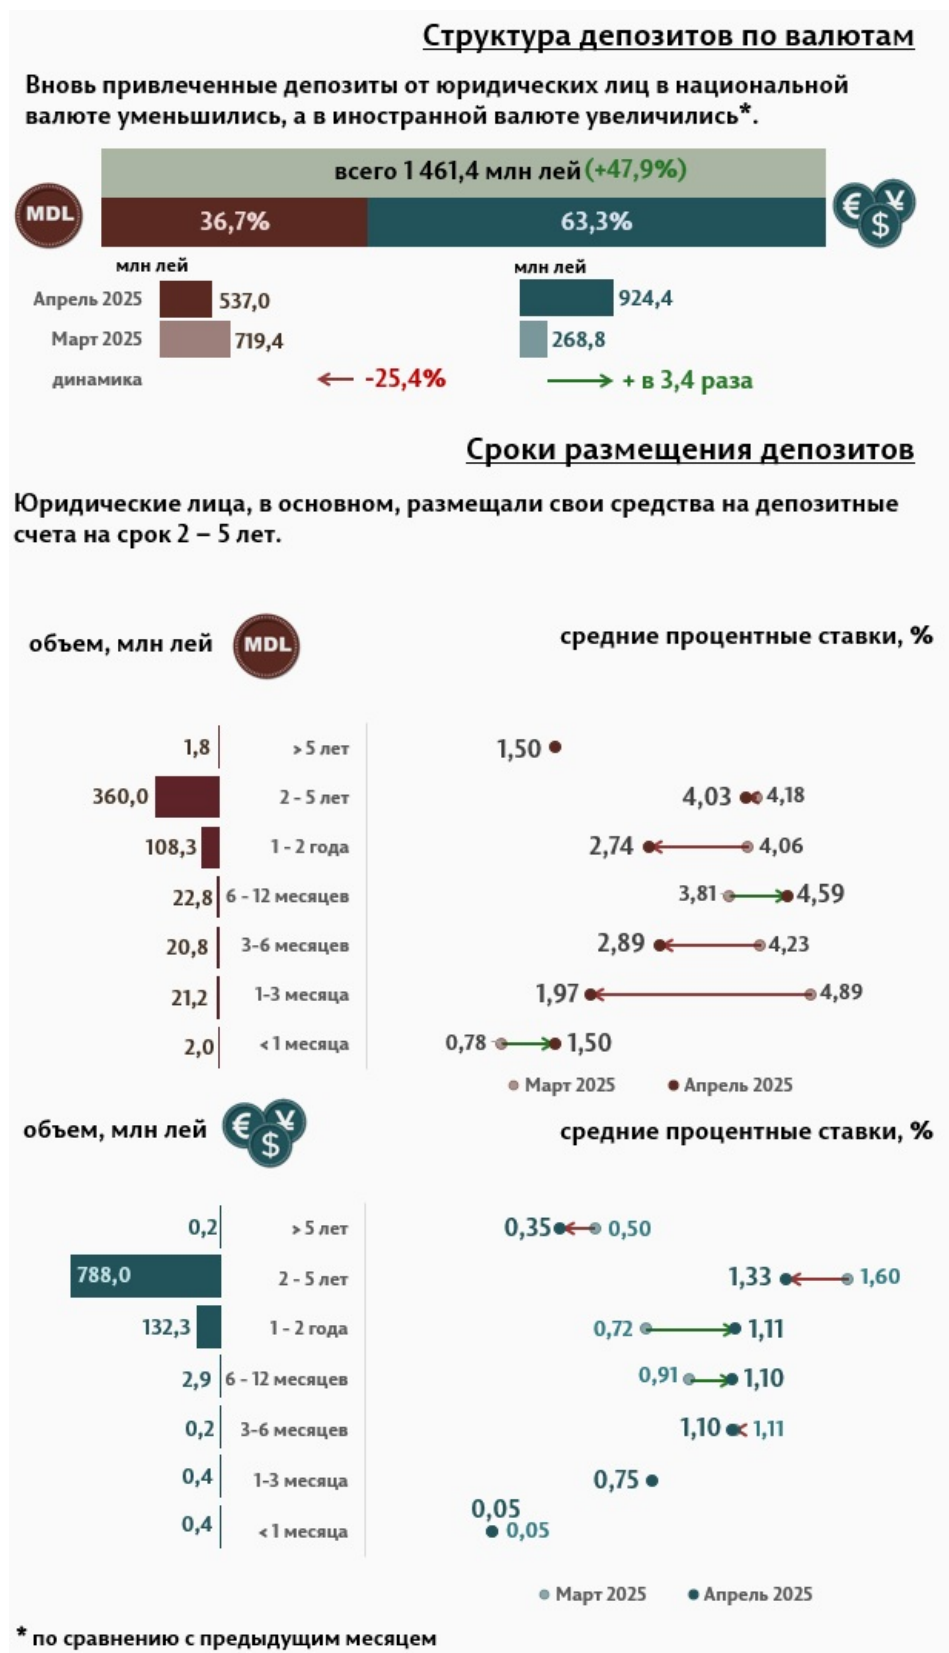 Структура депозитов по валютам
Вновь привлеченные депозиты от юридических лиц в национальной
валюте уменьшились, а в иностранной валюте увеличились*.
всего 1 461,4 млн лей (+47,9%)
MDL
36,7%
63,3%
€ ¥ $
млн лей
млн лей
Апрель 2025 537,0 924,4
Март 2025 719,4 268,8
динамика -25,4% + в 3,4 раза
Сроки размещения депозитов
Юридические лица, в основном, размещали свои средства на депозитные
счета на срок 2 – 5 лет.
объем, млн лей MDL средние процентные ставки, %
1,8 > 5 лет 1,50
360,0 2 - 5 лет 4,03 4,18
108,3 1 - 2 года 2,74 4,06
22,8 6 - 12 месяцев 3,81 4,59
20,8 3-6 месяцев 2,89 4,23
21,2 1-3 месяца 1,97 4,89
2,0 < 1 месяца 0,78 1,50
Март 2025 Апрель 2025
объем, млн лей € ¥ $ средние процентные ставки, %
0,2 > 5 лет 0,35 0,50
788,0 2 - 5 лет 1,33 1,60
132,3 1 - 2 года 0,72 1,11
2,9 6 - 12 месяцев 0,91 1,10
0,2 3-6 месяцев 1,10 1,11
0,4 1-3 месяца 0,75
0,05
0,4 < 1 месяца 0,05
Март 2025 Апрель 2025
* по сравнению с предыдущим месяцем